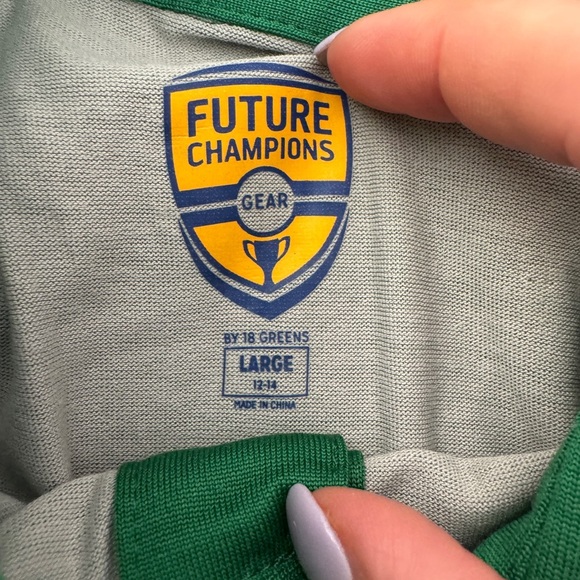 FUTURE
CHAMPIONS
GEAR
BY 18 GREENS
LARGE
12-14
MADE IN CHINA